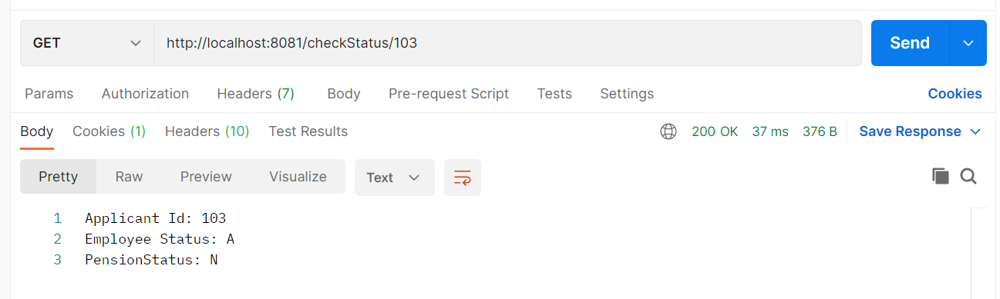 GET http://localhost:8081/checkStatus/103 Send
Params Authorization Headers (7) Body Pre-request Script Tests Settings Cookies
Body Cookies (1) Headers (10) Test Results 200 OK 37 ms 376 B Save Response
Pretty Raw Preview Visualize Text
1 Applicant Id: 103
2 Employee Status: A
3 PensionStatus: N